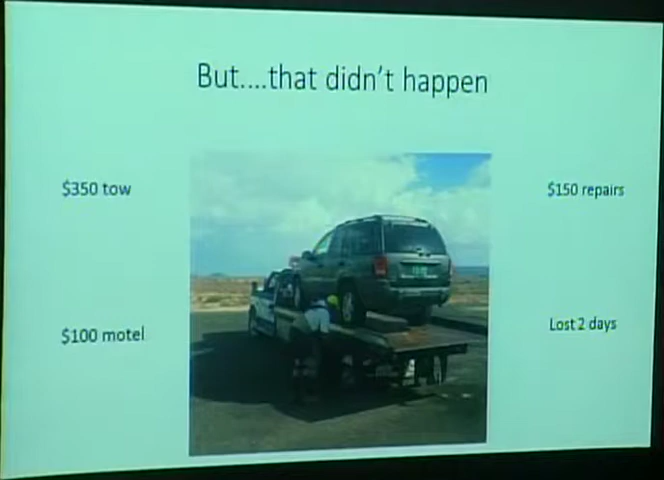 But....that didn't happen
$350 tow
$150 repairs
$100 motel
Lost 2 days